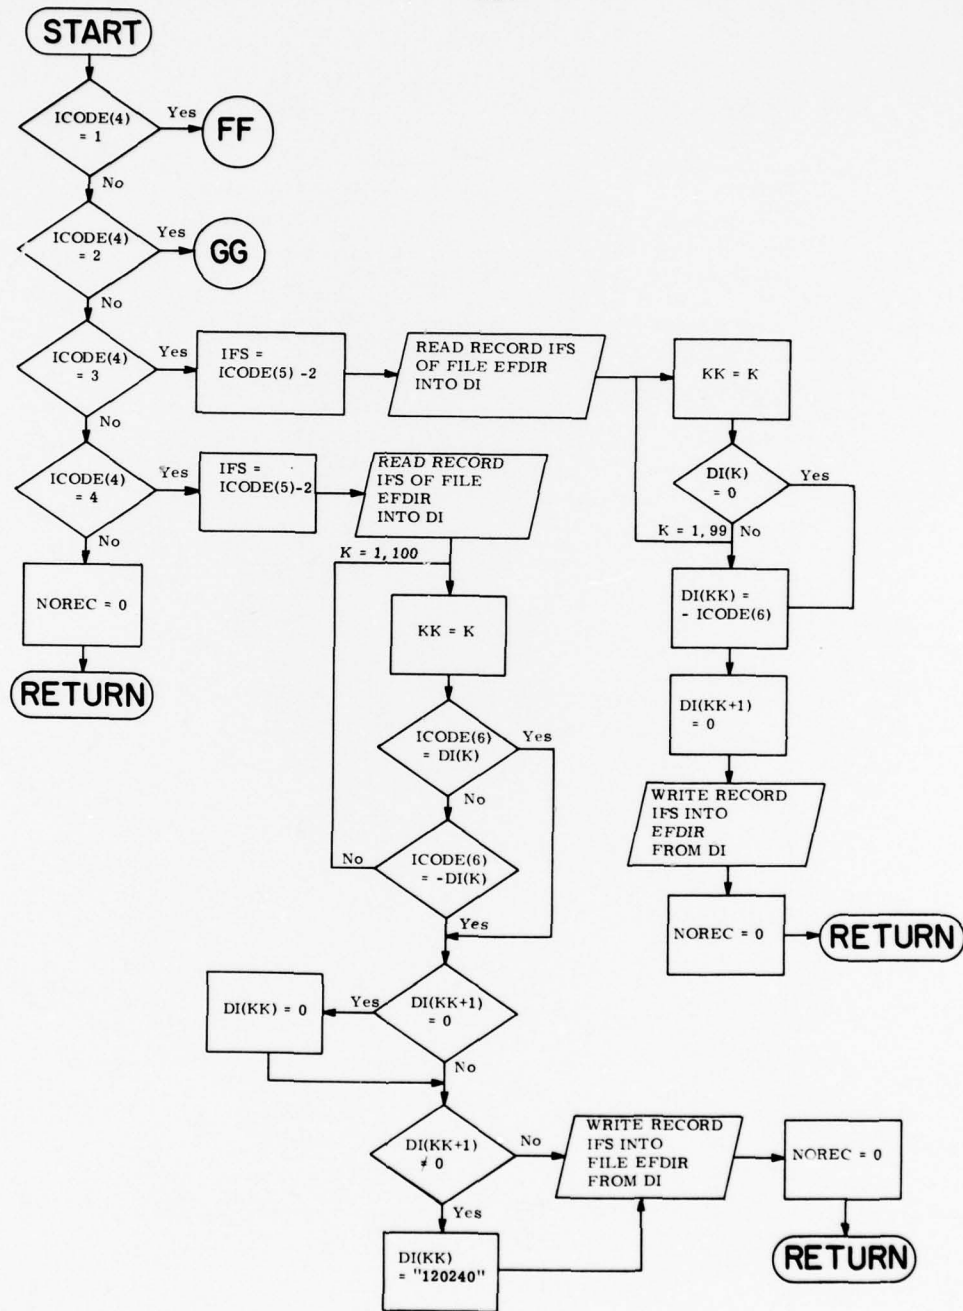 START
ICODE(4)
= 1
Yes
FF
No
ICODE(4)
= 2
Yes
GG
No
ICODE(4)
= 3
Yes
IFS =
ICODE(5) -2
READ RECORD IFS
OF FILE EFDIR
INTO DI
KK = K
No
DI(K)
= 0
Yes
K = 1, 99
No
ICODE(4)
= 4
Yes
IFS =
ICODE(5)-2
READ RECORD
IFS OF FILE
EFDIR
INTO DI
No
K = 1, 100
NOREC = 0
RETURN
KK = K
DI(KK) =
- ICODE(6)
DI(KK+1)
= 0
ICODE(6)
= DI(K)
Yes
No
WRITE RECORD
IFS INTO
EFDIR
FROM DI
No
ICODE(6)
= -DI(K)
Yes
NOREC = 0
RETURN
DI(KK) = 0
Yes
DI(KK+1)
= 0
No
DI(KK+1)
≠ 0
No
WRITE RECORD
IFS INTO
FILE EFDIR
FROM DI
NOREC = 0
Yes
RETURN
DI(KK)
= "120240"